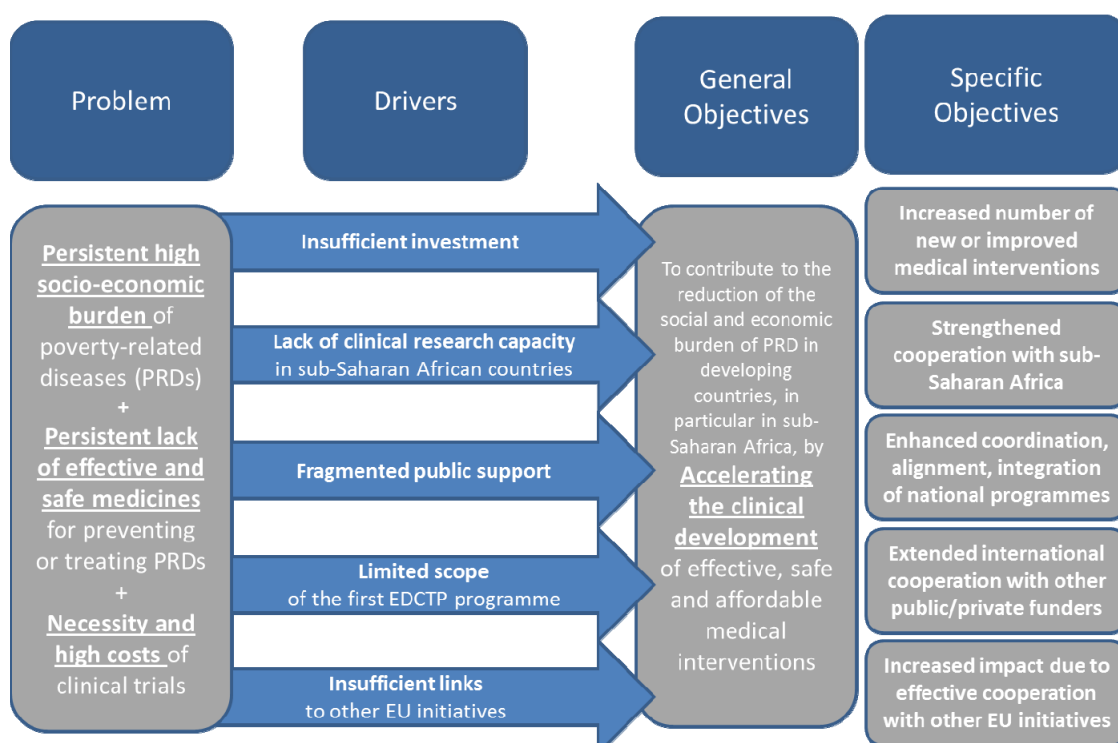 Problem
Drivers
General
Objectives
Specific
Objectives
Persistent high
socio-economic
burden of
poverty-related
diseases (PRDs)
+
Persistent lack
of effective and
safe medicines
for preventing
or treating PRDs
+
Necessity and
high costs of
clinical trials
Insufficient investment
Lack of clinical research capacity
in sub-Saharan African countries
Fragmented public support
Limited scope
of the first EDCTP programme
Insufficient links
to other EU initiatives
To contribute to the
reduction of the
social and economic
burden of PRD in
developing
countries, in
particular in sub-
Saharan Africa, by
Accelerating
the clinical
development
of effective, safe
and affordable
medical
interventions
Increased number of
new or improved
medical interventions
Strengthened
cooperation with sub-
Saharan Africa
Enhanced coordination,
alignment, integration
of national programmes
Extended international
cooperation with other
public/private funders
Increased impact due to
effective cooperation
with other EU initiatives